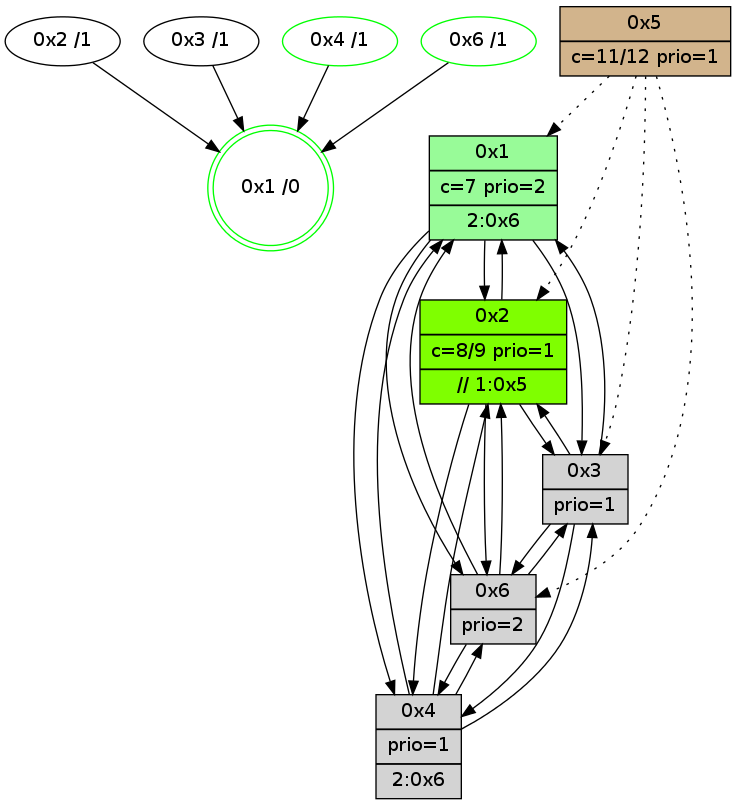 0x2 /1
0x3 /1
0x4 /1
0x6 /1
0x5
c=11/12 prio=1
0x1 /0
0x1
c=7 prio=2
2:0x6
0x2
c=8/9 prio=1
// 1:0x5
0x3
prio=1
0x6
prio=2
0x4
prio=1
2:0x6